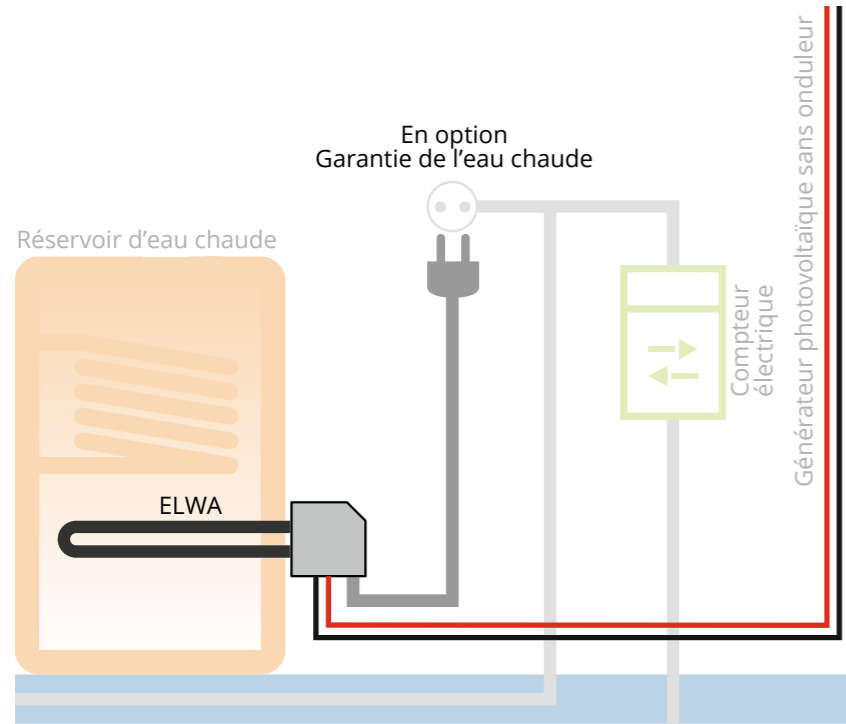 En option
Garantie de l’eau chaude
Réservoir d’eau chaude
Compteur
électrique
Générateur photovoltaïque sans onduleur
ELWA